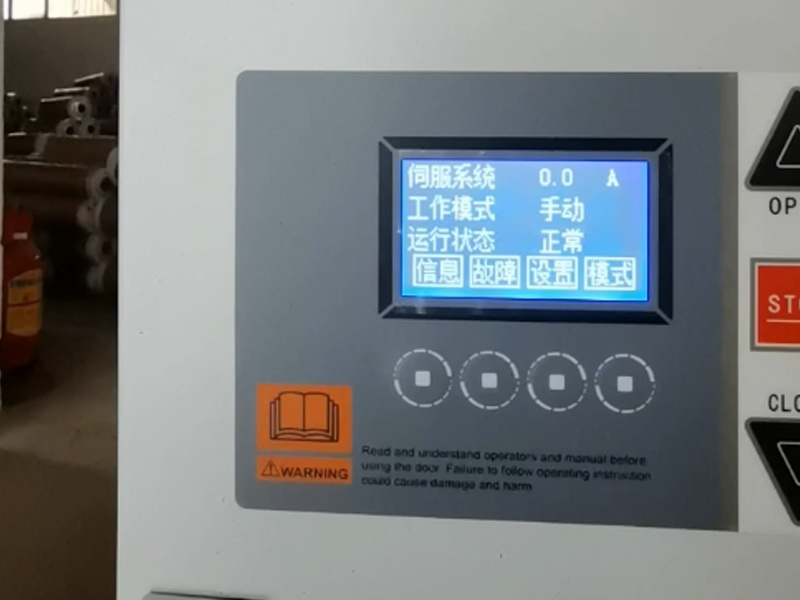 伺服系统 0.0 A
工作模式 手动
运行状态 正常
信息 故障 设置 模式
OP
ST
CLO
WARNING
Read and understand operators and manual before
using the door. Failure to follow operating instruction
could cause damage and harm